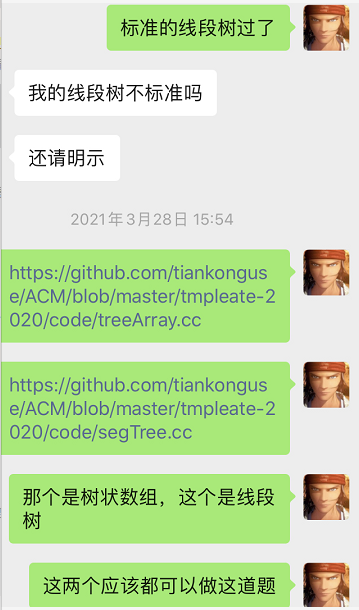 标准的线段树过了
我的线段树不标准吗
还请明示
2021年3月28日 15:54
https://github.com/tiankonguse/ACM/blob/master/tmpleate-2020/code/treeArray.cc
https://github.com/tiankonguse/ACM/blob/master/tmpleate-2020/code/segTree.cc
那个是树状数组，这个是线段
树
这两个应该都可以做这道题